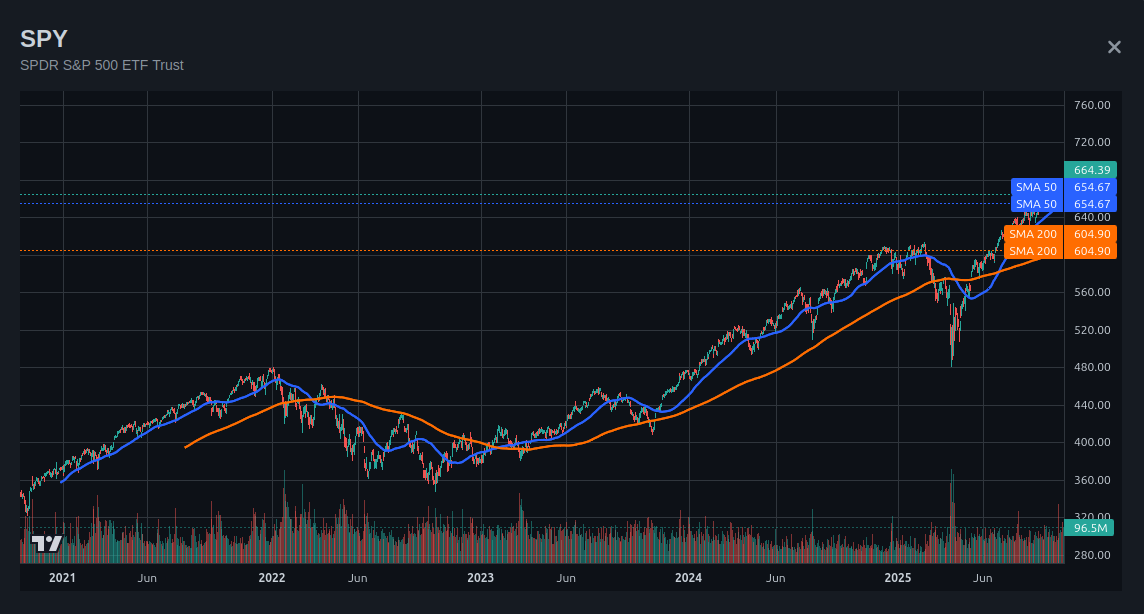 SPY
SPDR S&P 500 ETF Trust
×
760.00
720.00
664.39
SMA 50 654.67
SMA 50 654.67
640.00
SMA 200 604.90
SMA 200 604.90
560.00
520.00
480.00
440.00
400.00
360.00
320.00
96.5M
280.00
2021 Jun 2022 Jun 2023 Jun 2024 Jun 2025 Jun